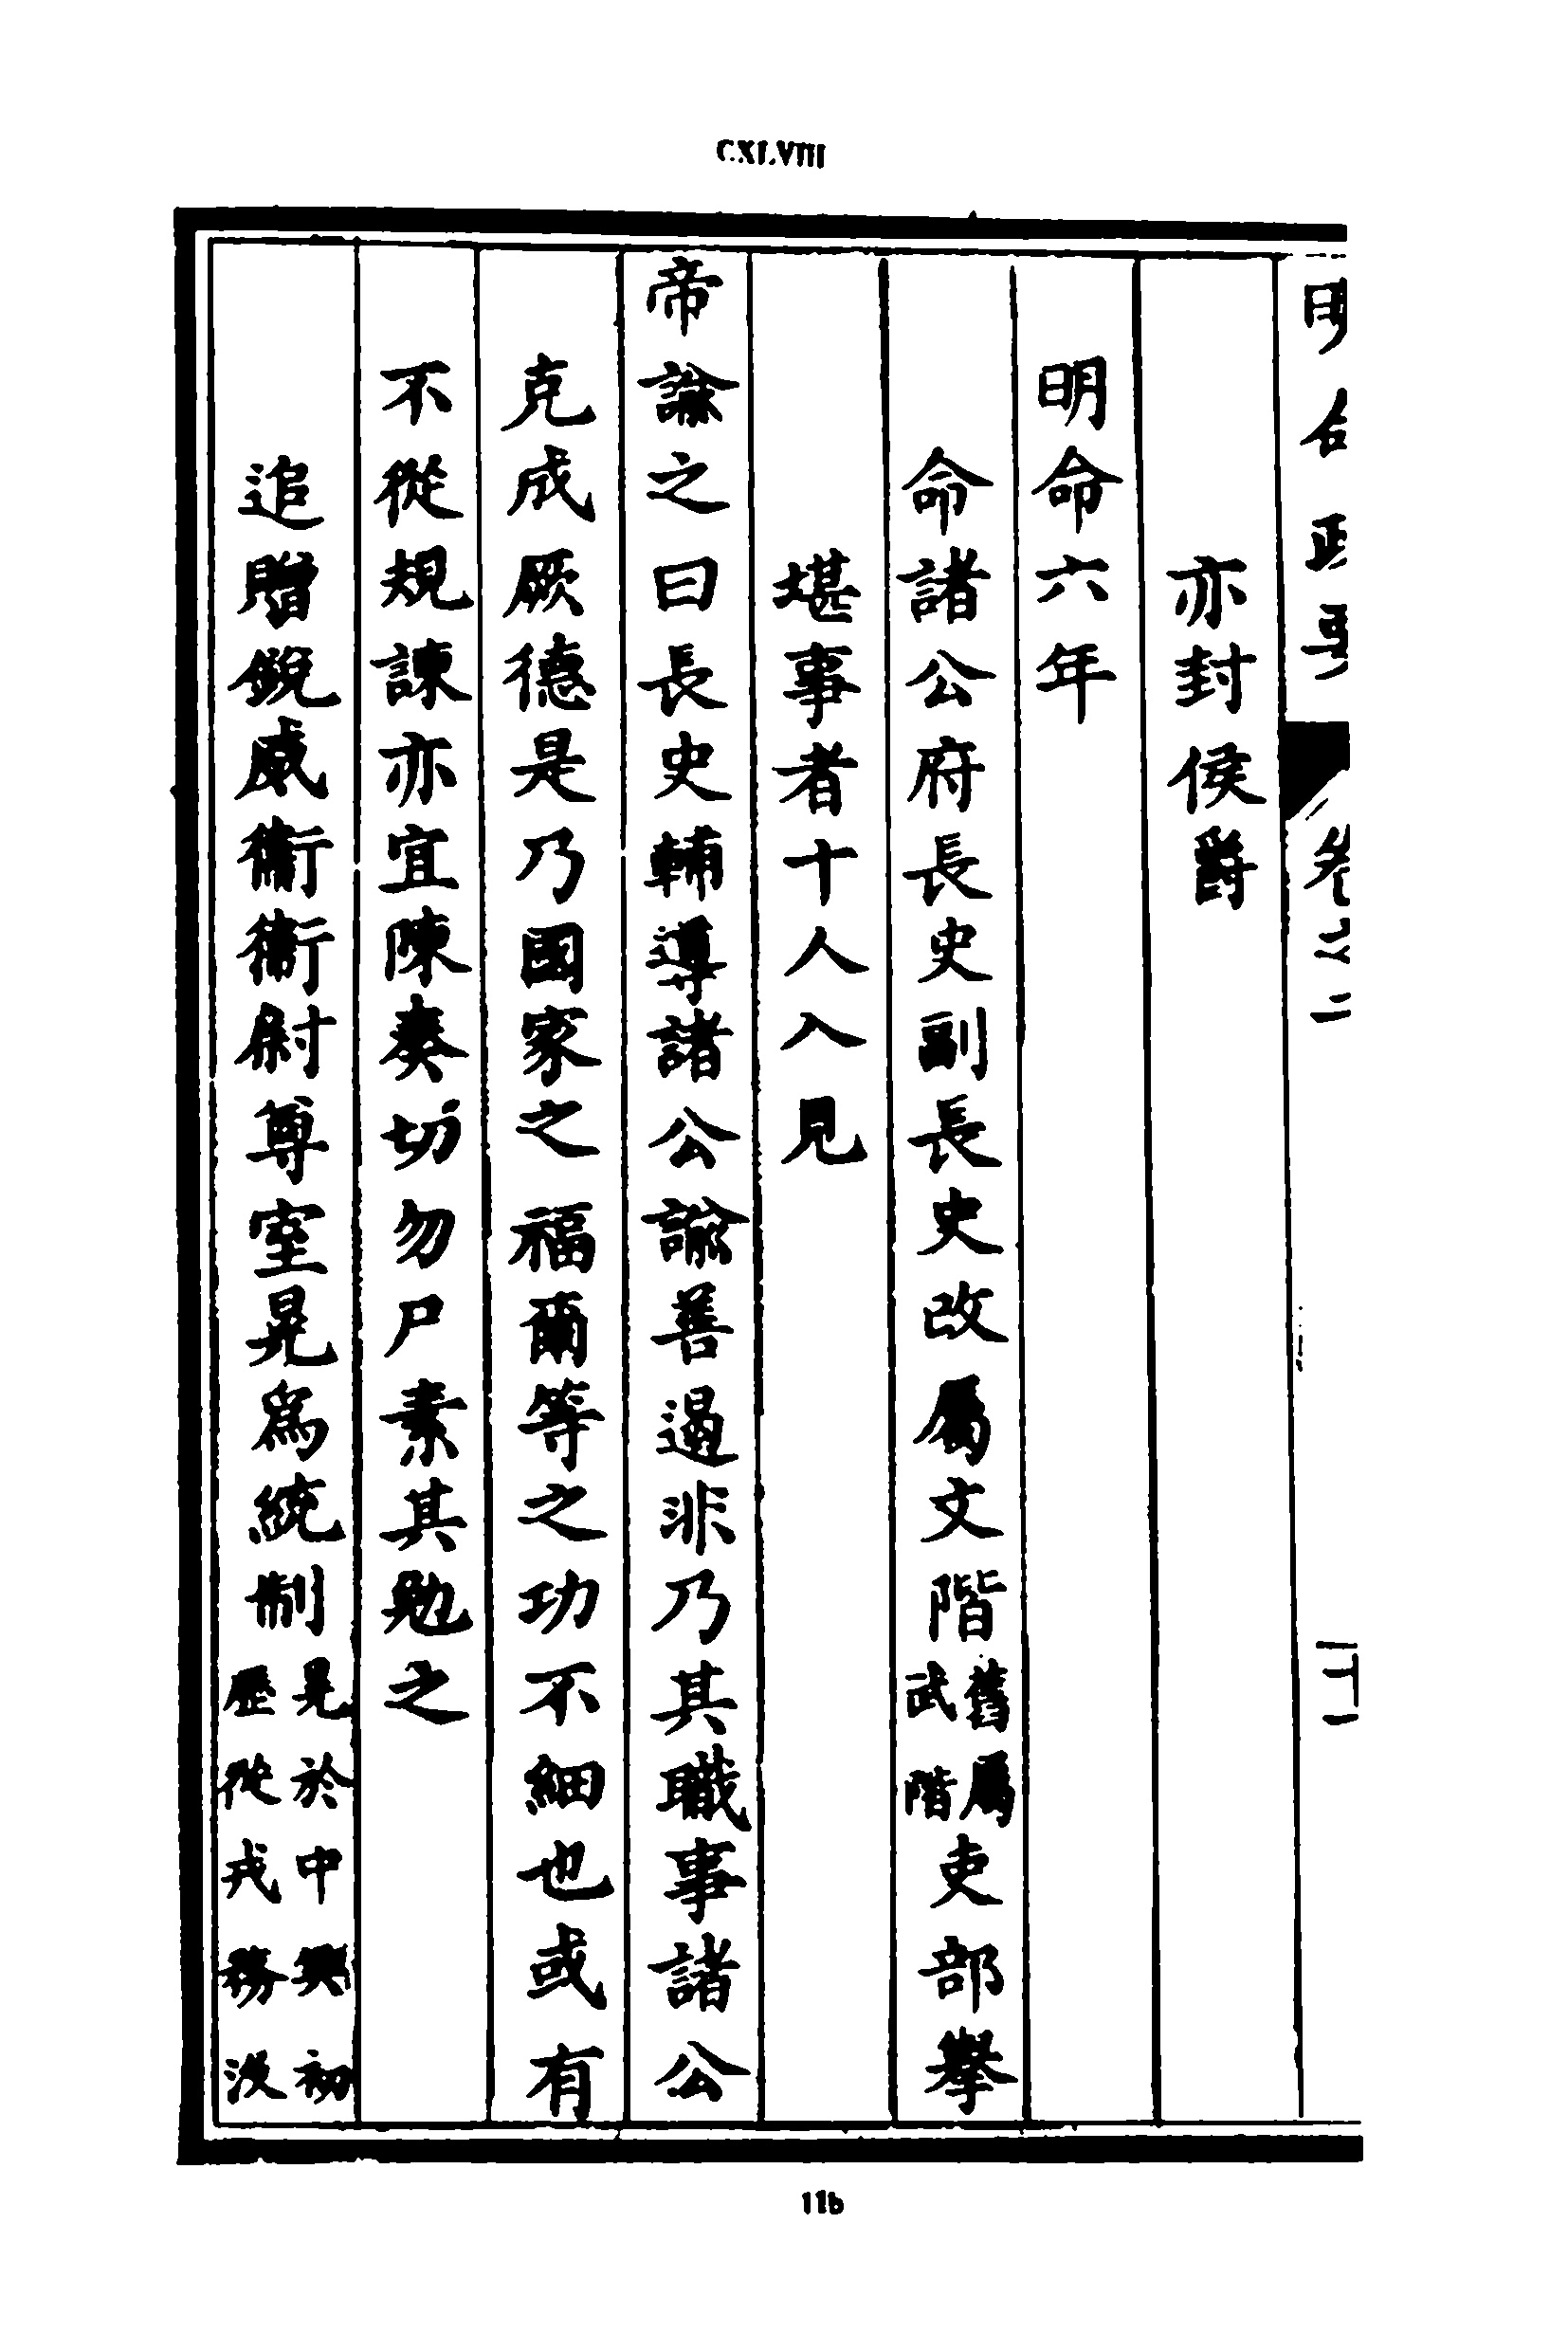 CXLVIII
明命政要 卷之二 十一
亦封侯爵
明命六年
命諸公府長史副長史改屬文階舊屬武階吏部擧
堪事者十人入見
帝諭之曰長史輔導諸公諭善遏非乃其職事諸公
克成厥德是乃國家之福爾等之功不細也或有
不從規諫亦宜陳奏切勿尸素其勉之
追贈銳威衛衛尉尊室晃爲統制晃於中興初歷從戎務沒
11b